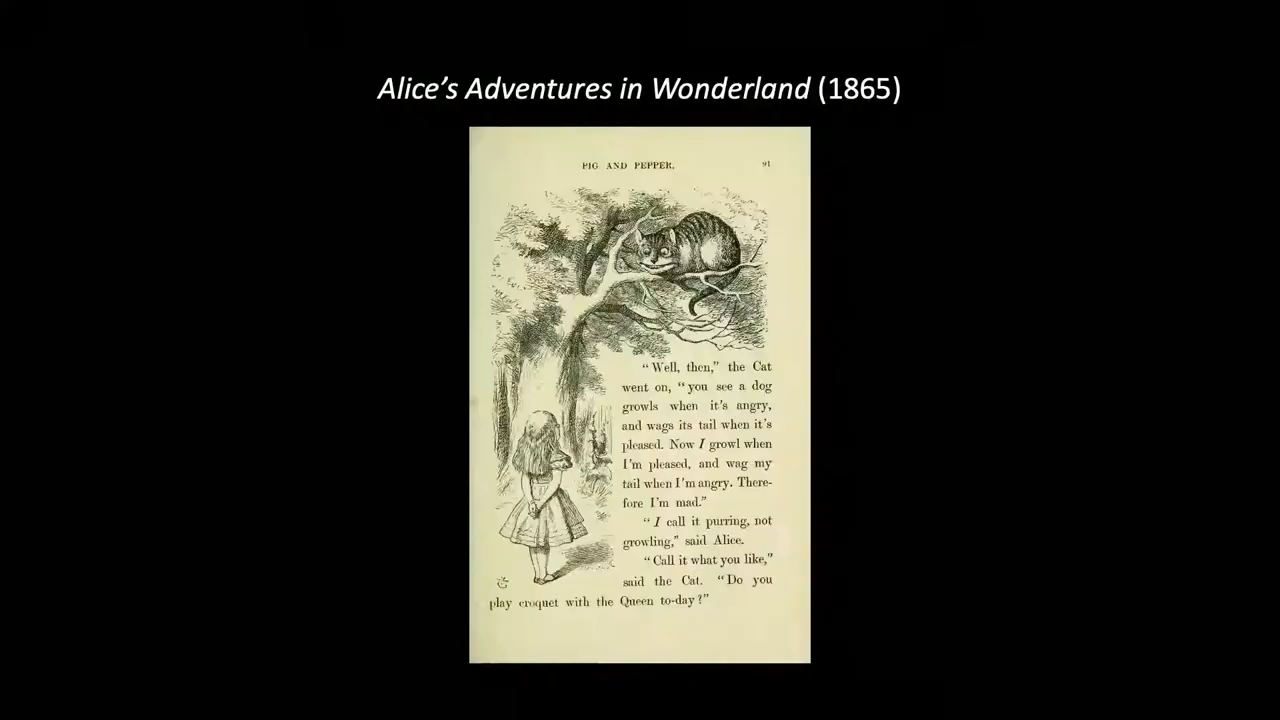 Alice's Adventures in Wonderland (1865)
PIG AND PEPPER. 91
“Well, then,” the Cat
went on, “you see a dog
growls when it's angry,
and wags its tail when it's
pleased. Now I growl when
I'm pleased, and wag my
tail when I'm angry. There-
fore I'm mad.”
“I call it purring, not
growling,” said Alice.
“Call it what you like,”
said the Cat. “Do you
play croquet with the Queen to-day?”